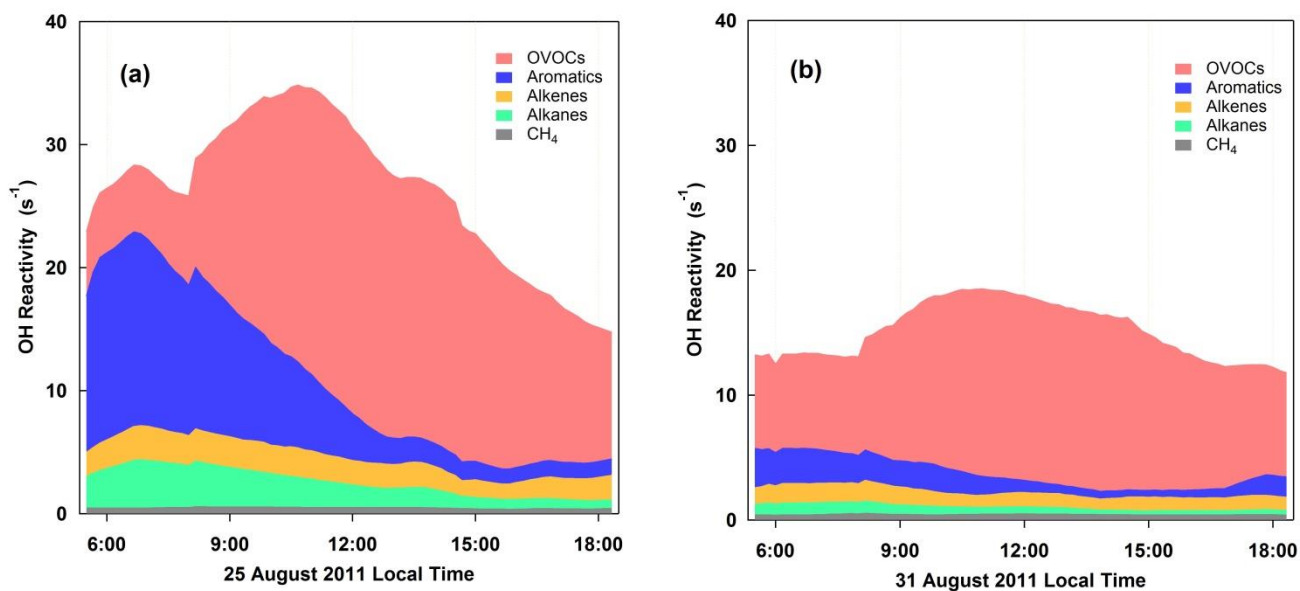 40
30
20
10
0
OH Reactivity (s⁻¹)
(a)
OVOCs
Aromatics
Alkenes
Alkanes
CH₄
6:00 9:00 12:00 15:00 18:00
25 August 2011 Local Time
40
30
20
10
0
OH Reactivity (s⁻¹)
(b)
OVOCs
Aromatics
Alkenes
Alkanes
CH₄
6:00 9:00 12:00 15:00 18:00
31 August 2011 Local Time